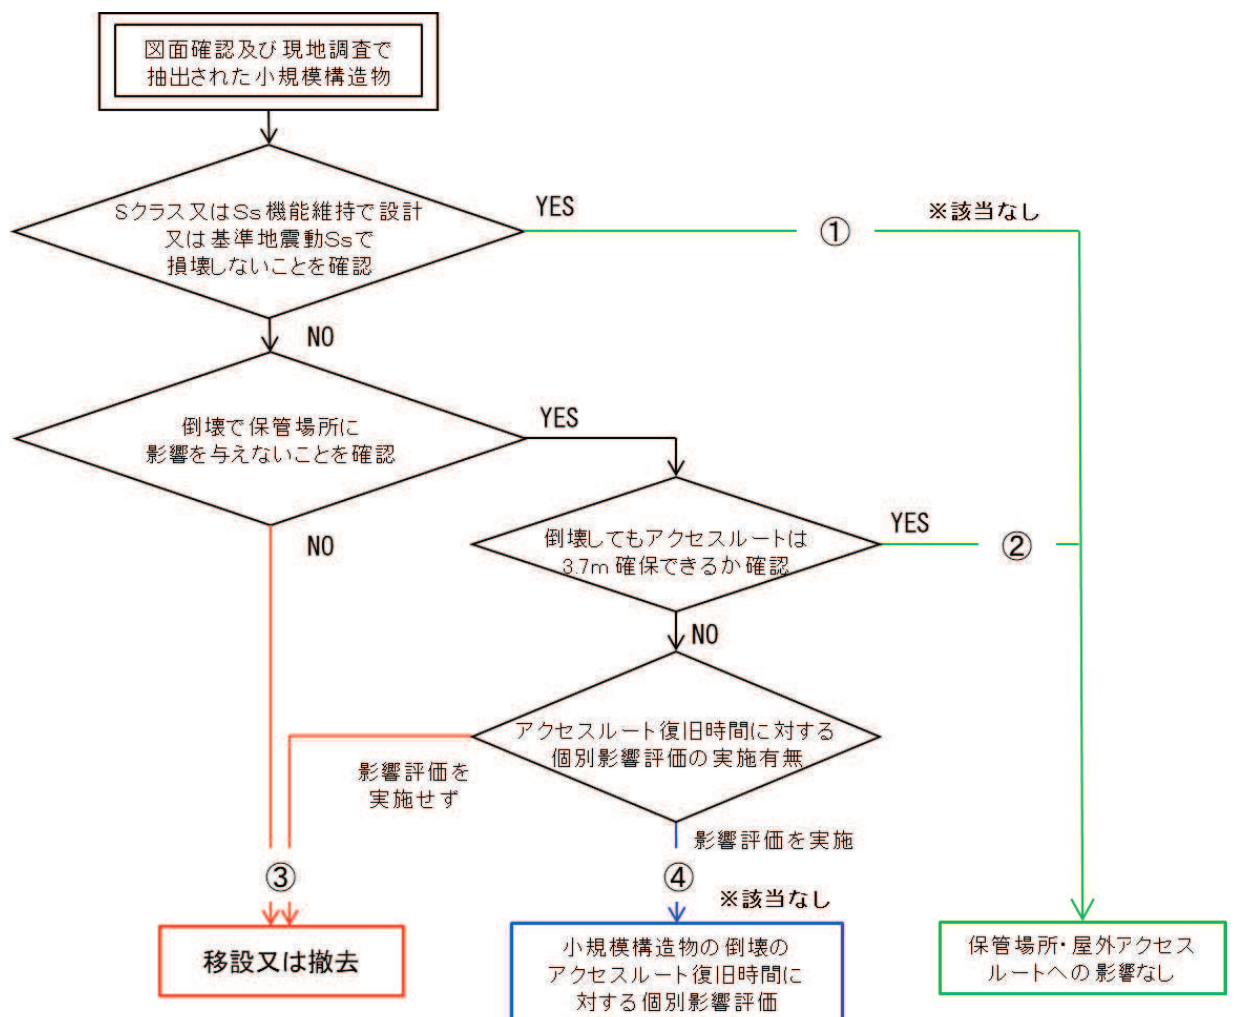 図面確認及び現地調査で
抽出された小規模構造物
Sクラス又はSs機能維持で設計
又は基準地震動Ssで
損壊しないことを確認
YES
①
※該当なし
NO
倒壊で保管場所に
影響を与えないことを確認
YES
NO
倒壊してもアクセスルートは
3.7m 確保できるか確認
YES
②
NO
アクセスルート復旧時間に対する
個別影響評価の実施有無
影響評価を
実施せず
影響評価を実施
③
④
※該当なし
移設又は撤去
小規模構造物の倒壊の
アクセスルート復旧時間に
対する個別影響評価
保管場所・屋外アクセス
ルートへの影響なし